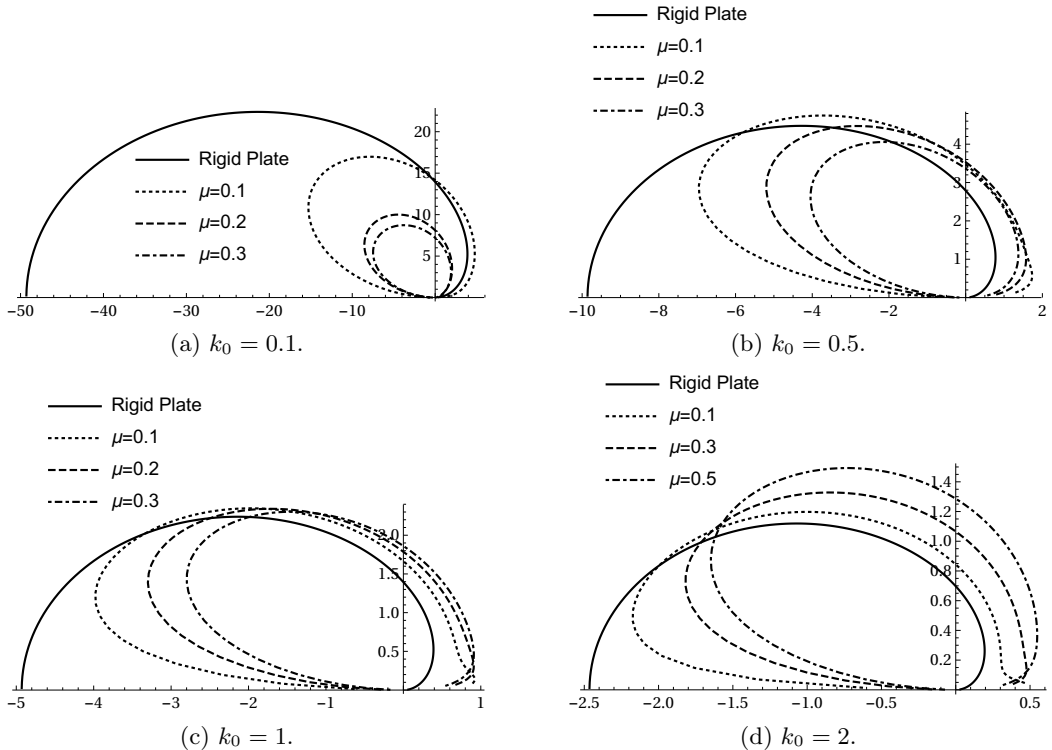 Rigid Plate
μ=0.1
μ=0.2
μ=0.3
20
15
10
5
−50 −40 −30 −20 −10
(a) k₀ = 0.1.
Rigid Plate
μ=0.1
μ=0.2
μ=0.3
4
3
2
1
−10 −8 −6 −4 −2 2
(b) k₀ = 0.5.
Rigid Plate
μ=0.1
μ=0.2
μ=0.3
2.0
1.5
1.0
0.5
−5 −4 −3 −2 −1 1
(c) k₀ = 1.
Rigid Plate
μ=0.1
μ=0.3
μ=0.5
1.4
1.2
1.0
0.8
0.6
0.4
0.2
−2.5 −2.0 −1.5 −1.0 −0.5 0.5
(d) k₀ = 2.